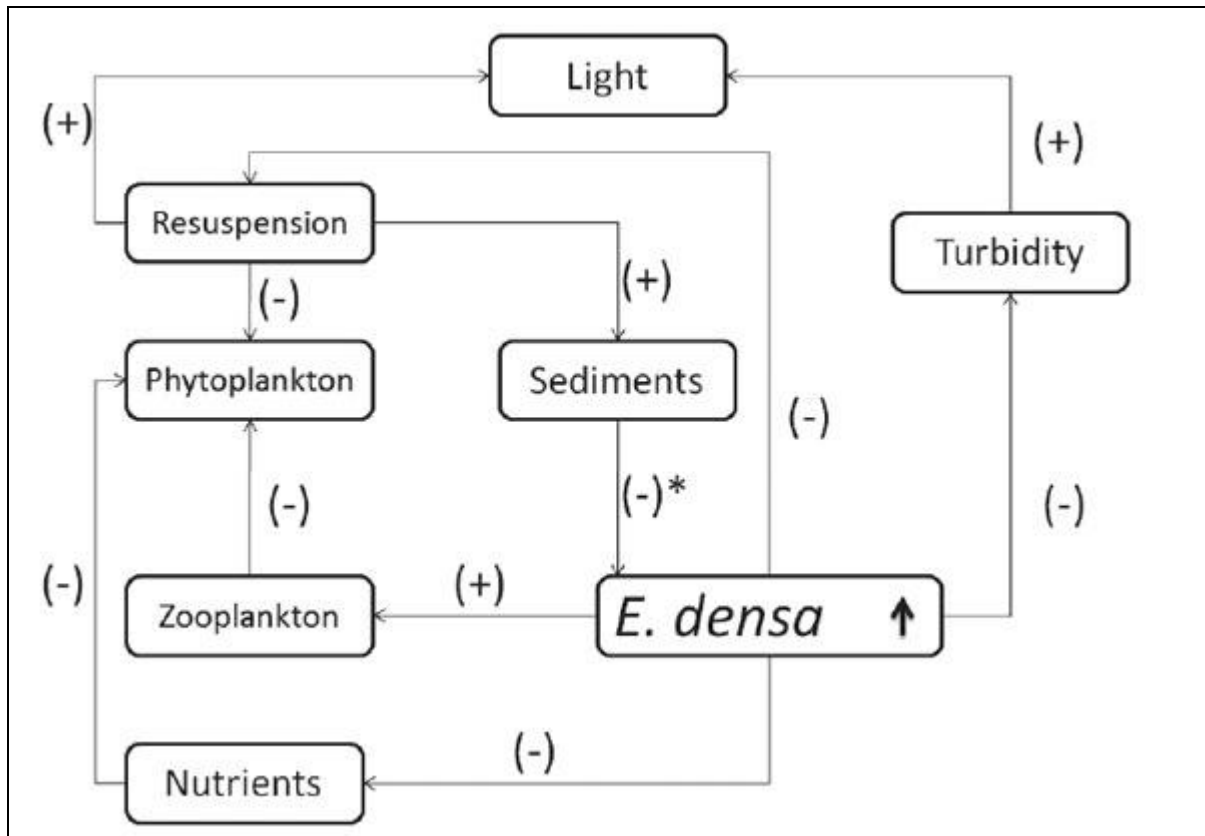 Light
(+)
(+)
Resuspension
Turbidity
(-)
(+)
Phytoplankton
Sediments
(-)
(-)
(-)*
(-)
(-)
(+)
Zooplankton
E. densa ↑
(-)
Nutrients